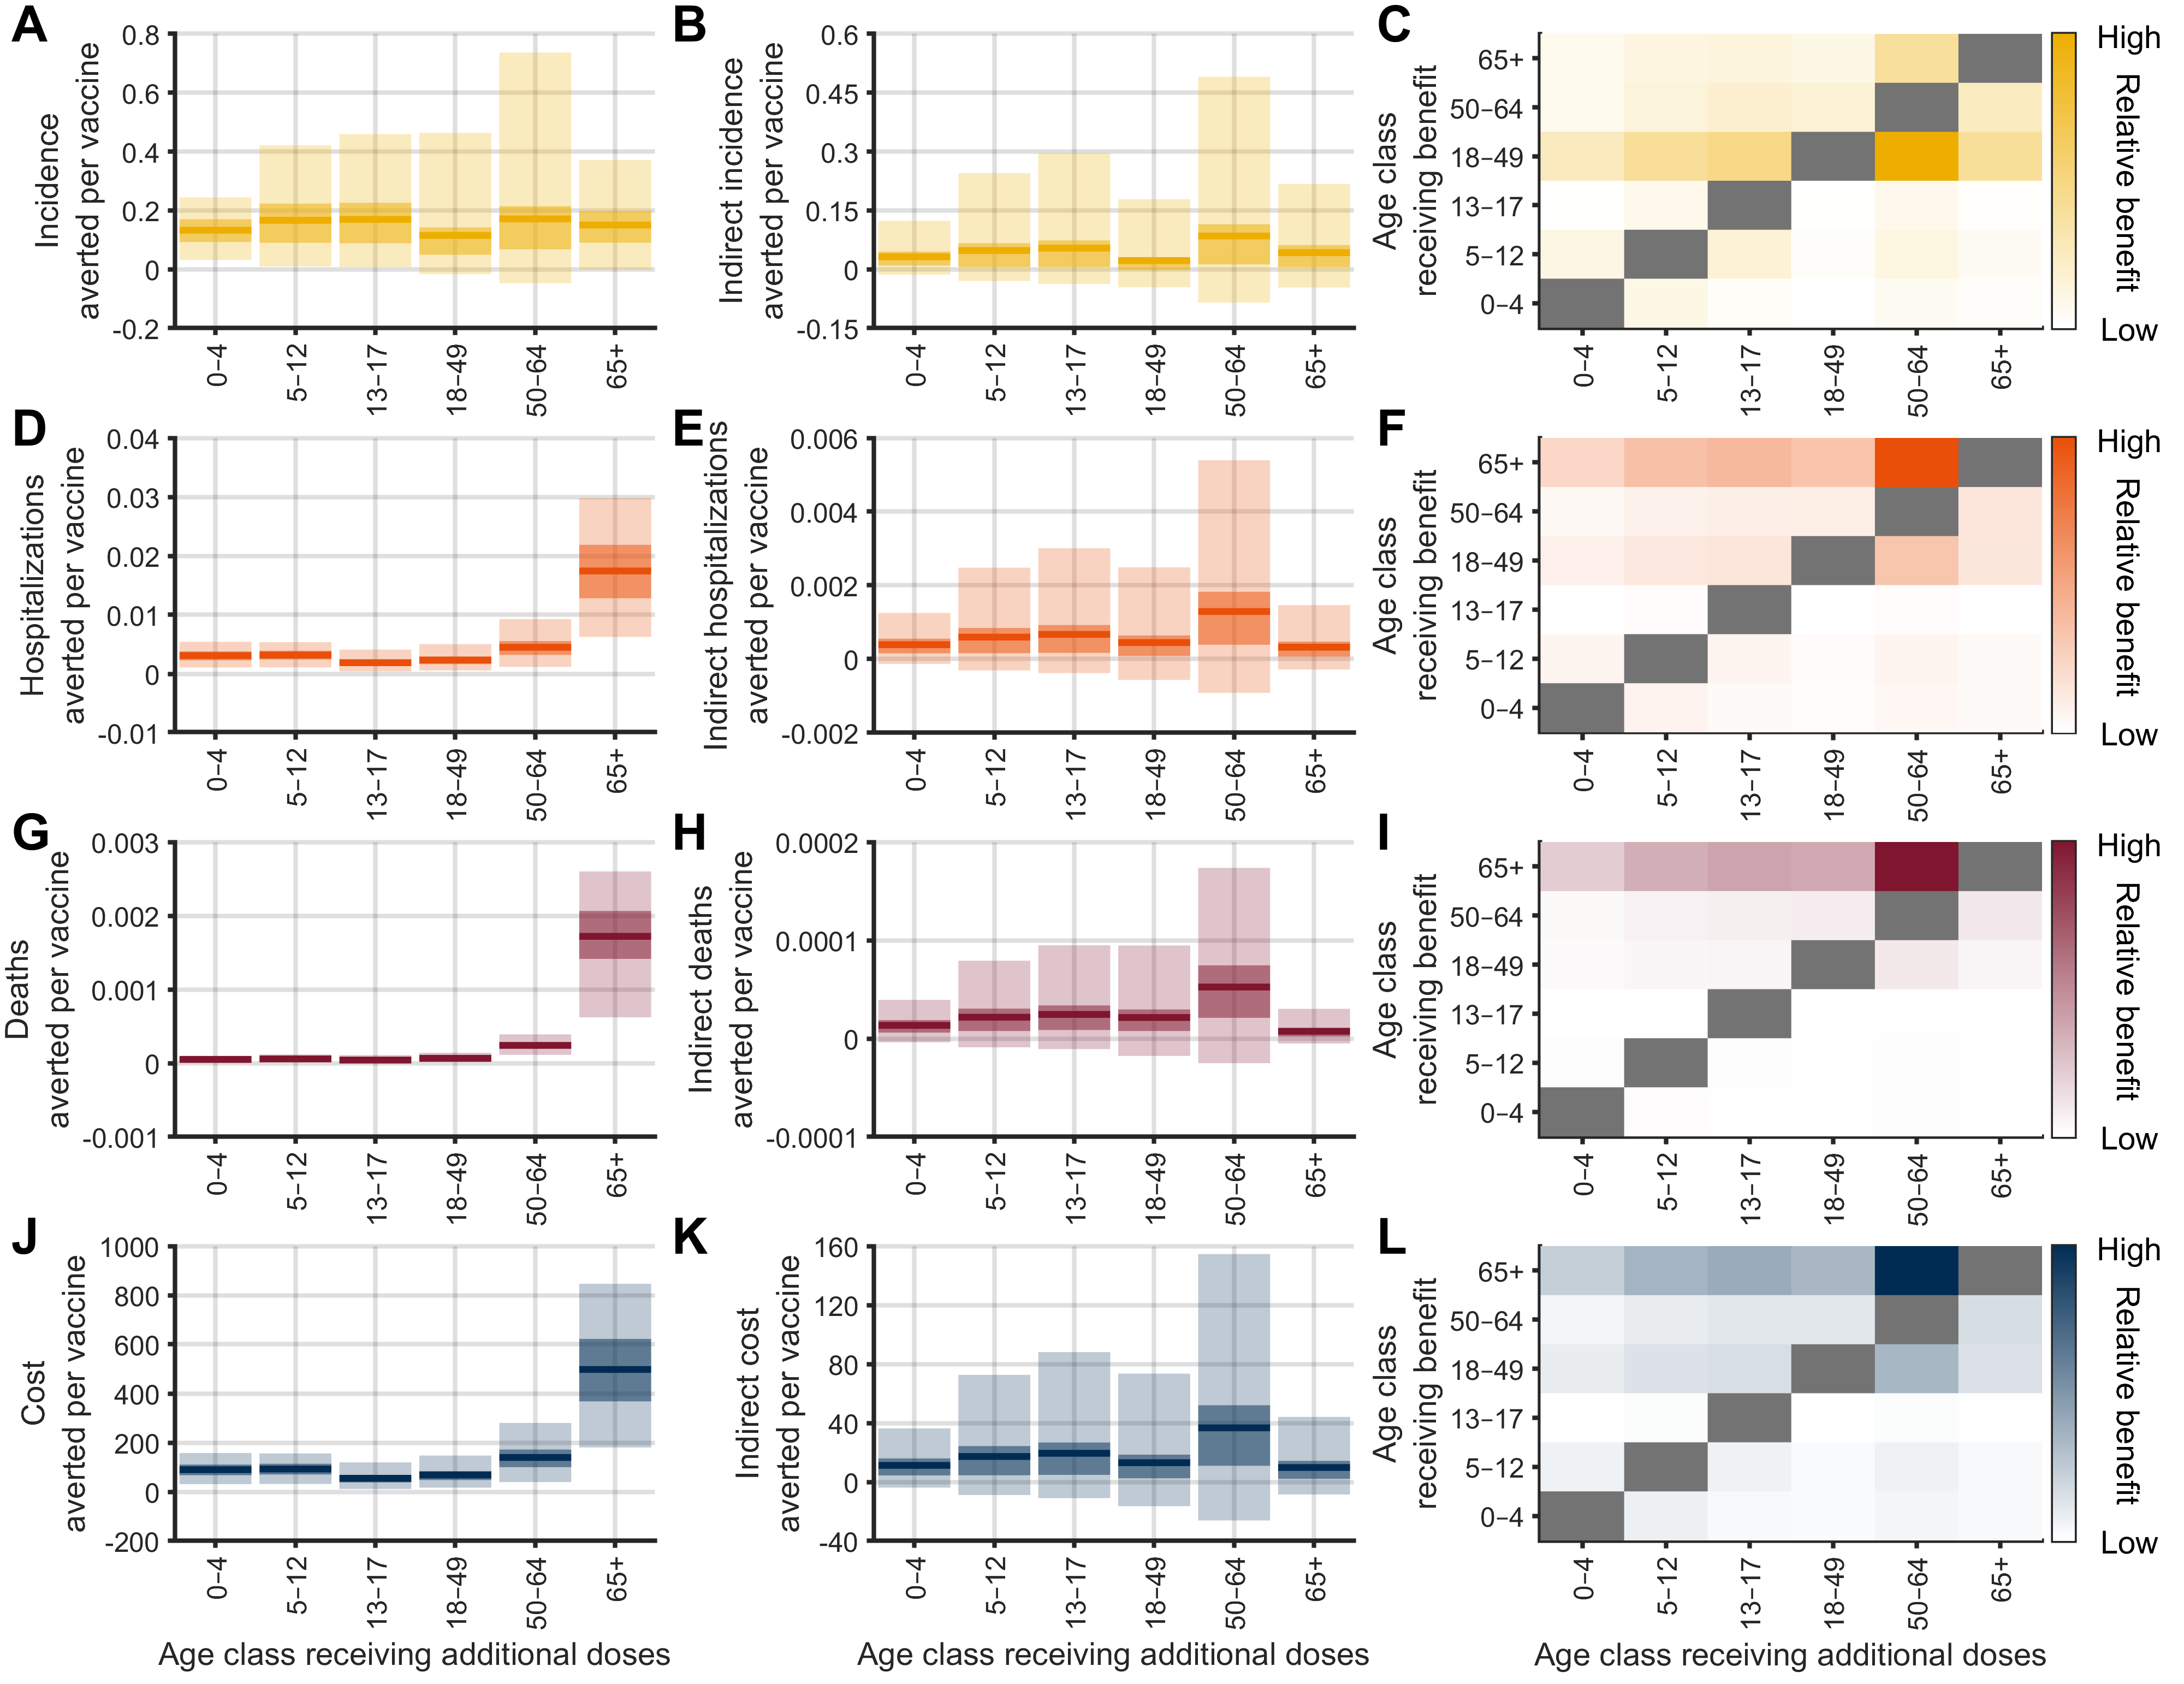 A
Incidence
averted per vaccine
0.8
0.6
0.4
0.2
0
-0.2
0–4
5–12
13–17
18–49
50–64
65+
B
Indirect incidence
averted per vaccine
0.6
0.45
0.3
0.15
0
-0.15
0–4
5–12
13–17
18–49
50–64
65+
C
Age class
receiving benefit
65+
50–64
18–49
13–17
5–12
0–4
0–4
5–12
13–17
18–49
50–64
65+
High
Relative benefit
Low
D
Hospitalizations
averted per vaccine
0.04
0.03
0.02
0.01
0
-0.01
0–4
5–12
13–17
18–49
50–64
65+
E
Indirect hospitalizations
averted per vaccine
0.006
0.004
0.002
0
-0.002
0–4
5–12
13–17
18–49
50–64
65+
F
Age class
receiving benefit
65+
50–64
18–49
13–17
5–12
0–4
0–4
5–12
13–17
18–49
50–64
65+
High
Relative benefit
Low
G
Deaths
averted per vaccine
0.003
0.002
0.001
0
-0.001
0–4
5–12
13–17
18–49
50–64
65+
H
Indirect deaths
averted per vaccine
0.0002
0.0001
0
-0.0001
0–4
5–12
13–17
18–49
50–64
65+
I
Age class
receiving benefit
65+
50–64
18–49
13–17
5–12
0–4
0–4
5–12
13–17
18–49
50–64
65+
High
Relative benefit
Low
J
Cost
averted per vaccine
1000
800
600
400
200
0
-200
0–4
5–12
13–17
18–49
50–64
65+
Age class receiving additional doses
K
Indirect cost
averted per vaccine
160
120
80
40
0
-40
0–4
5–12
13–17
18–49
50–64
65+
Age class receiving additional doses
L
Age class
receiving benefit
65+
50–64
18–49
13–17
5–12
0–4
0–4
5–12
13–17
18–49
50–64
65+
Age class receiving additional doses
High
Relative benefit
Low